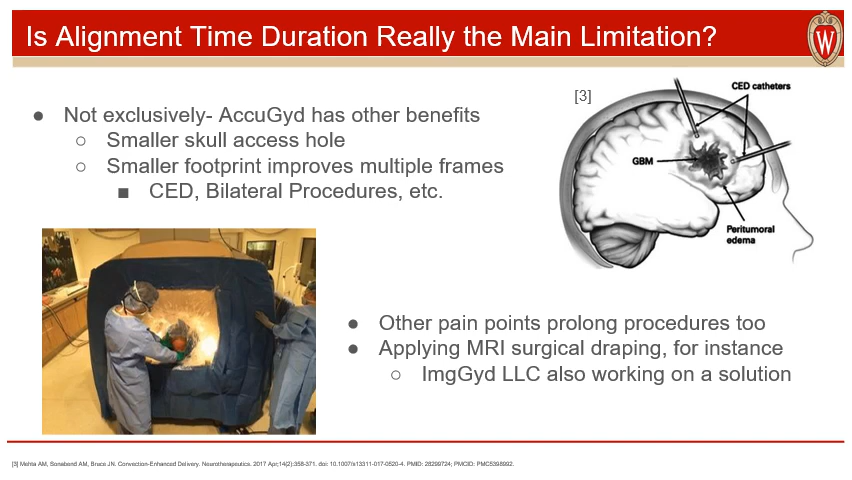 Is Alignment Time Duration Really the Main Limitation?
W
● Not exclusively- AccuGyd has other benefits
○ Smaller skull access hole
○ Smaller footprint improves multiple frames
■ CED, Bilateral Procedures, etc.
[3]
CED catheters
GBM
Peritumoral
edema
● Other pain points prolong procedures too
● Applying MRI surgical draping, for instance
○ ImgGyd LLC also working on a solution
[3] Mehta AM, Sonabend AM, Bruce JN. Convection-Enhanced Delivery. Neurotherapeutics. 2017 Apr;14(2):358-371. doi: 10.1007/s13311-017-0520-4. PMID: 28299724; PMCID: PMC5398992.